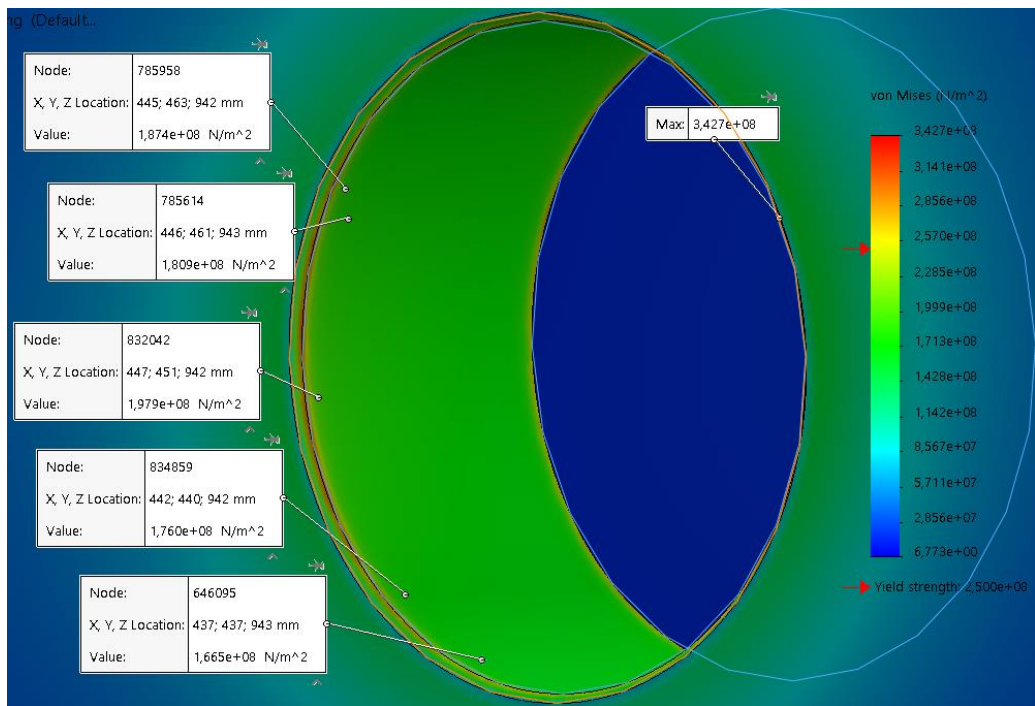 ng (Default...
Node: 785958
X, Y, Z Location: 445; 463; 942 mm
Value: 1,874e+08 N/m^2
Node: 785614
X, Y, Z Location: 446; 461; 943 mm
Value: 1,809e+08 N/m^2
Node: 832042
X, Y, Z Location: 447; 451; 942 mm
Value: 1,979e+08 N/m^2
Node: 834859
X, Y, Z Location: 442; 440; 942 mm
Value: 1,760e+08 N/m^2
Node: 646095
X, Y, Z Location: 437; 437; 943 mm
Value: 1,665e+08 N/m^2
Max: 3,427e+08
von Mises (N/m^2)
3,427e+08
3,141e+08
2,856e+08
2,570e+08
2,285e+08
1,999e+08
1,713e+08
1,428e+08
1,142e+08
8,567e+07
5,711e+07
2,856e+07
6,773e+00
Yield strength: 2,500e+08